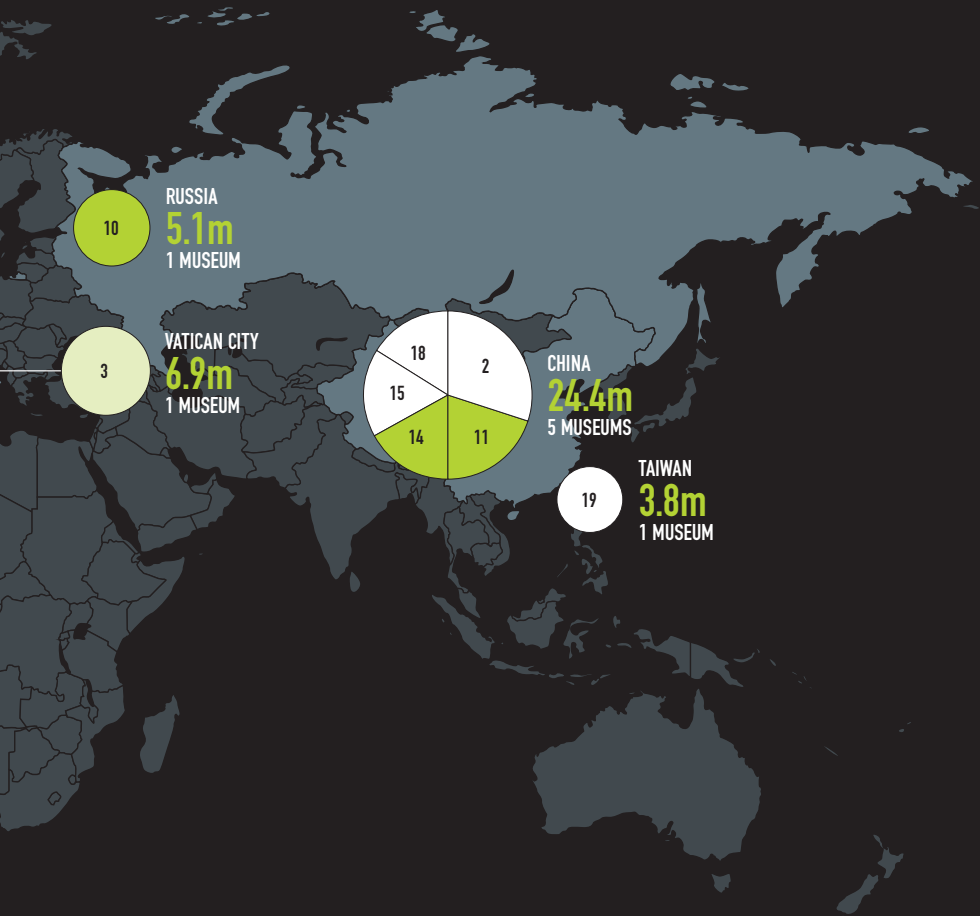 10
RUSSIA
5.1m
1 MUSEUM
3
VATICAN CITY
6.9m
1 MUSEUM
18
2
15
14
11
CHINA
24.4m
5 MUSEUMS
19
TAIWAN
3.8m
1 MUSEUM